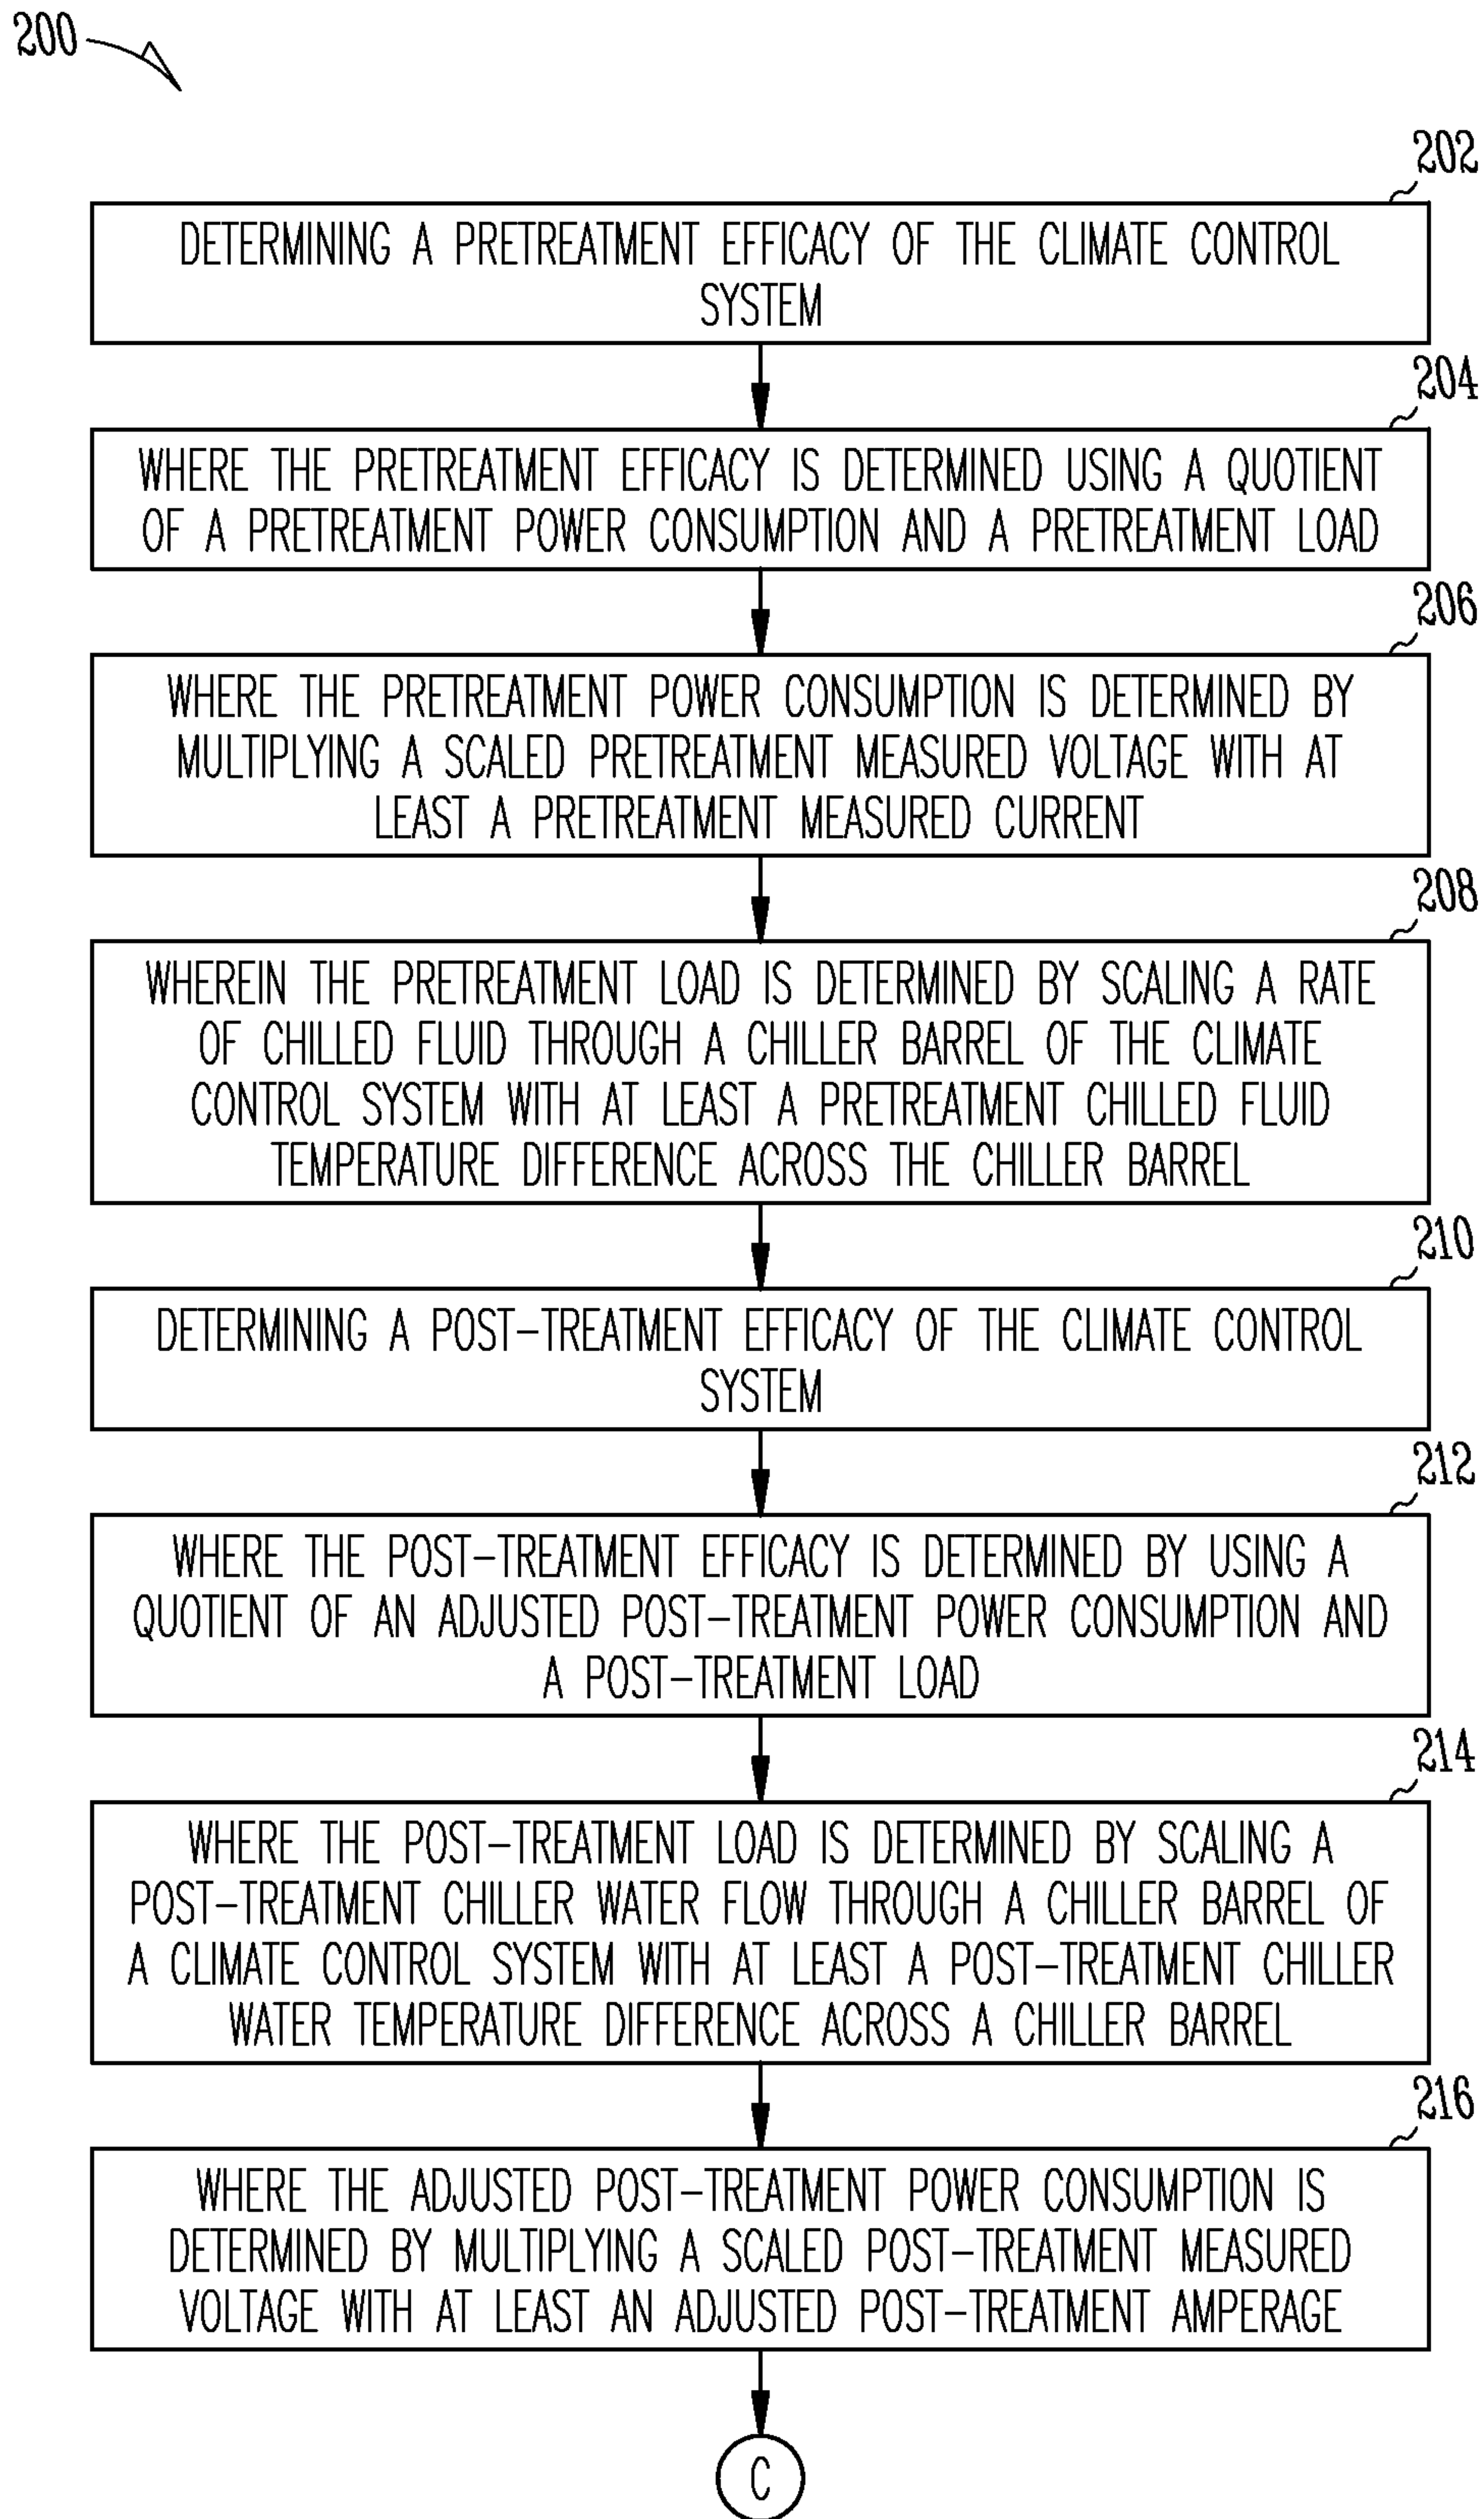 200
202
DETERMINING A PRETREATMENT EFFICACY OF THE CLIMATE CONTROL
SYSTEM
204
WHERE THE PRETREATMENT EFFICACY IS DETERMINED USING A QUOTIENT
OF A PRETREATMENT POWER CONSUMPTION AND A PRETREATMENT LOAD
206
WHERE THE PRETREATMENT POWER CONSUMPTION IS DETERMINED BY
MULTIPLYING A SCALED PRETREATMENT MEASURED VOLTAGE WITH AT
LEAST A PRETREATMENT MEASURED CURRENT
208
WHEREIN THE PRETREATMENT LOAD IS DETERMINED BY SCALING A RATE
OF CHILLED FLUID THROUGH A CHILLER BARREL OF THE CLIMATE
CONTROL SYSTEM WITH AT LEAST A PRETREATMENT CHILLED FLUID
TEMPERATURE DIFFERENCE ACROSS THE CHILLER BARREL
210
DETERMINING A POST-TREATMENT EFFICACY OF THE CLIMATE CONTROL
SYSTEM
212
WHERE THE POST-TREATMENT EFFICACY IS DETERMINED BY USING A
QUOTIENT OF AN ADJUSTED POST-TREATMENT POWER CONSUMPTION AND
A POST-TREATMENT LOAD
214
WHERE THE POST-TREATMENT LOAD IS DETERMINED BY SCALING A
POST-TREATMENT CHILLER WATER FLOW THROUGH A CHILLER BARREL OF
A CLIMATE CONTROL SYSTEM WITH AT LEAST A POST-TREATMENT CHILLER
WATER TEMPERATURE DIFFERENCE ACROSS A CHILLER BARREL
216
WHERE THE ADJUSTED POST-TREATMENT POWER CONSUMPTION IS
DETERMINED BY MULTIPLYING A SCALED POST-TREATMENT MEASURED
VOLTAGE WITH AT LEAST AN ADJUSTED POST-TREATMENT AMPERAGE
C